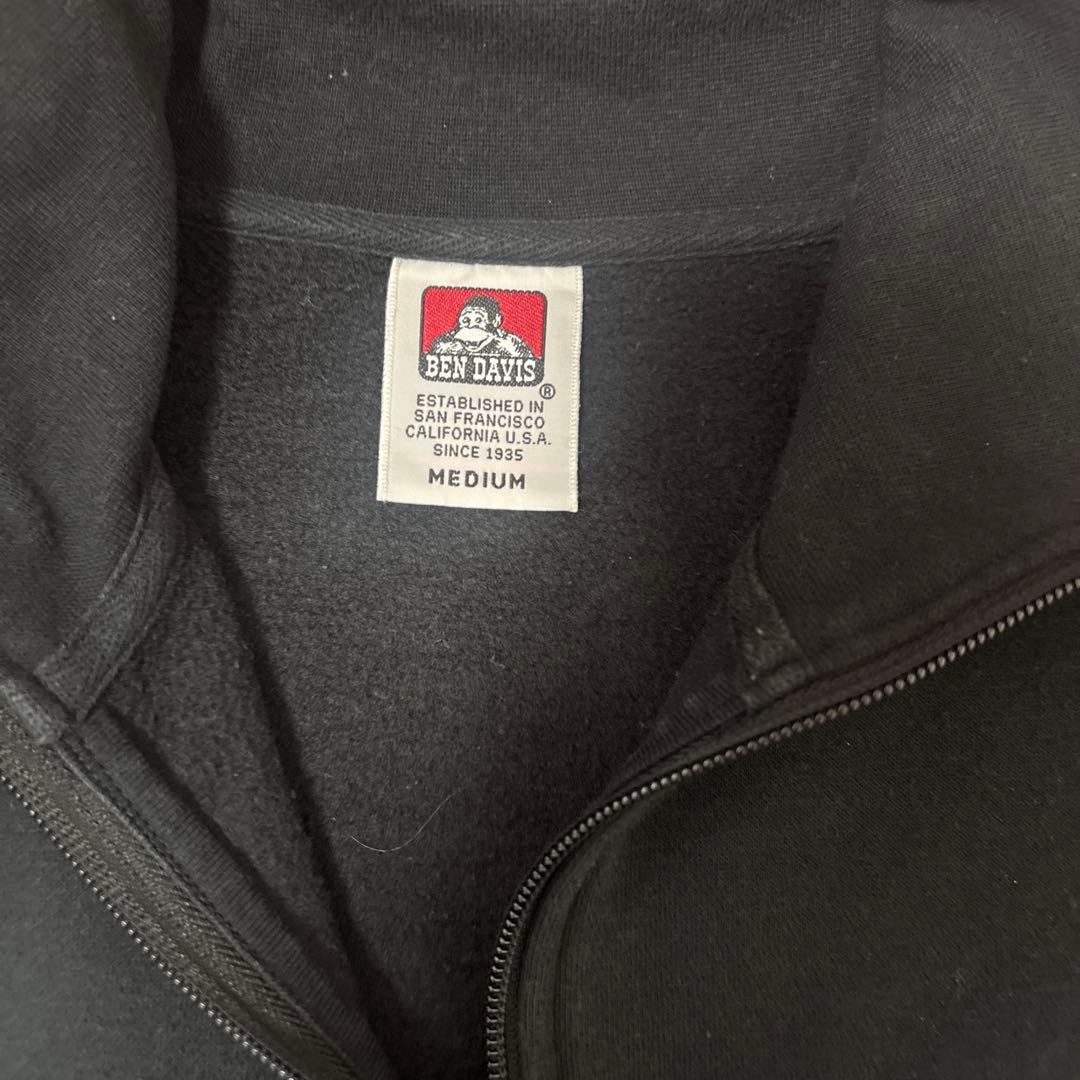 BEN DAVIS
®
ESTABLISHED IN
SAN FRANCISCO
CALIFORNIA U.S.A.
SINCE 1935
MEDIUM